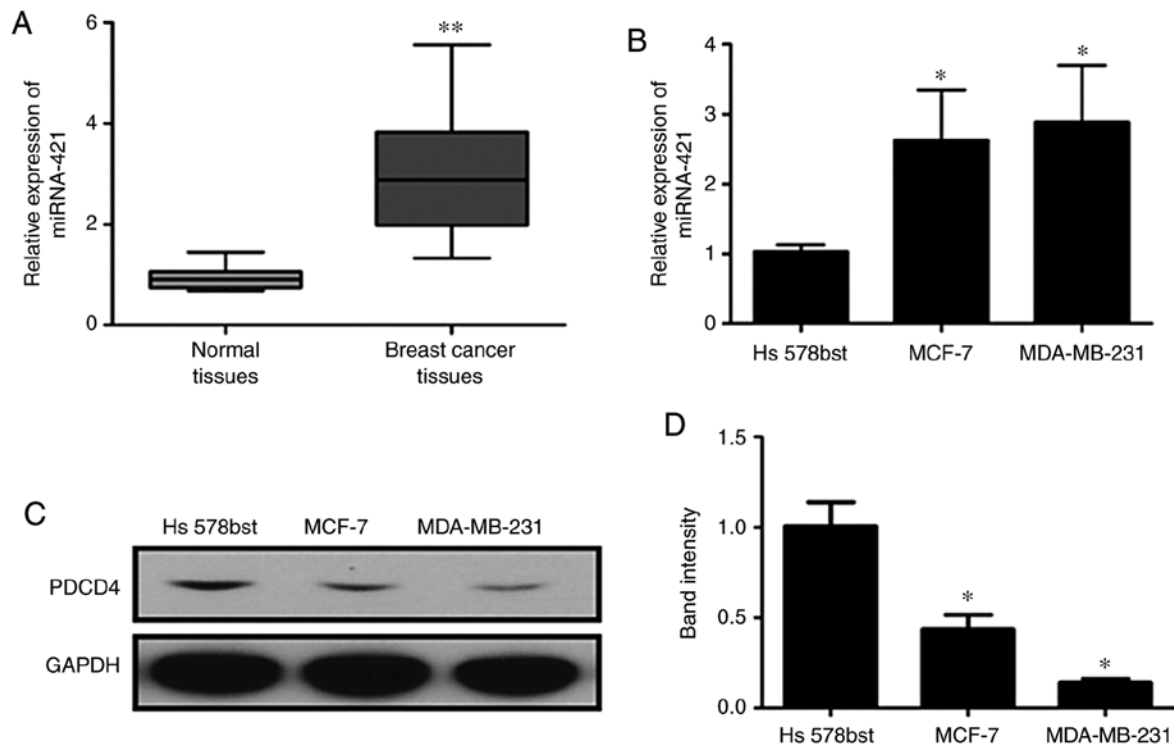 A
Relative expression of
miRNA-421
6
4
2
0
**
Normal
tissues
Breast cancer
tissues
B
Relative expression of
miRNA-421
4
3
2
1
0
*
*
Hs 578bst
MCF-7
MDA-MB-231
C
Hs 578bst
MCF-7
MDA-MB-231
PDCD4
GAPDH
D
Band intensity
1.5
1.0
0.5
0.0
*
*
Hs 578bst
MCF-7
MDA-MB-231